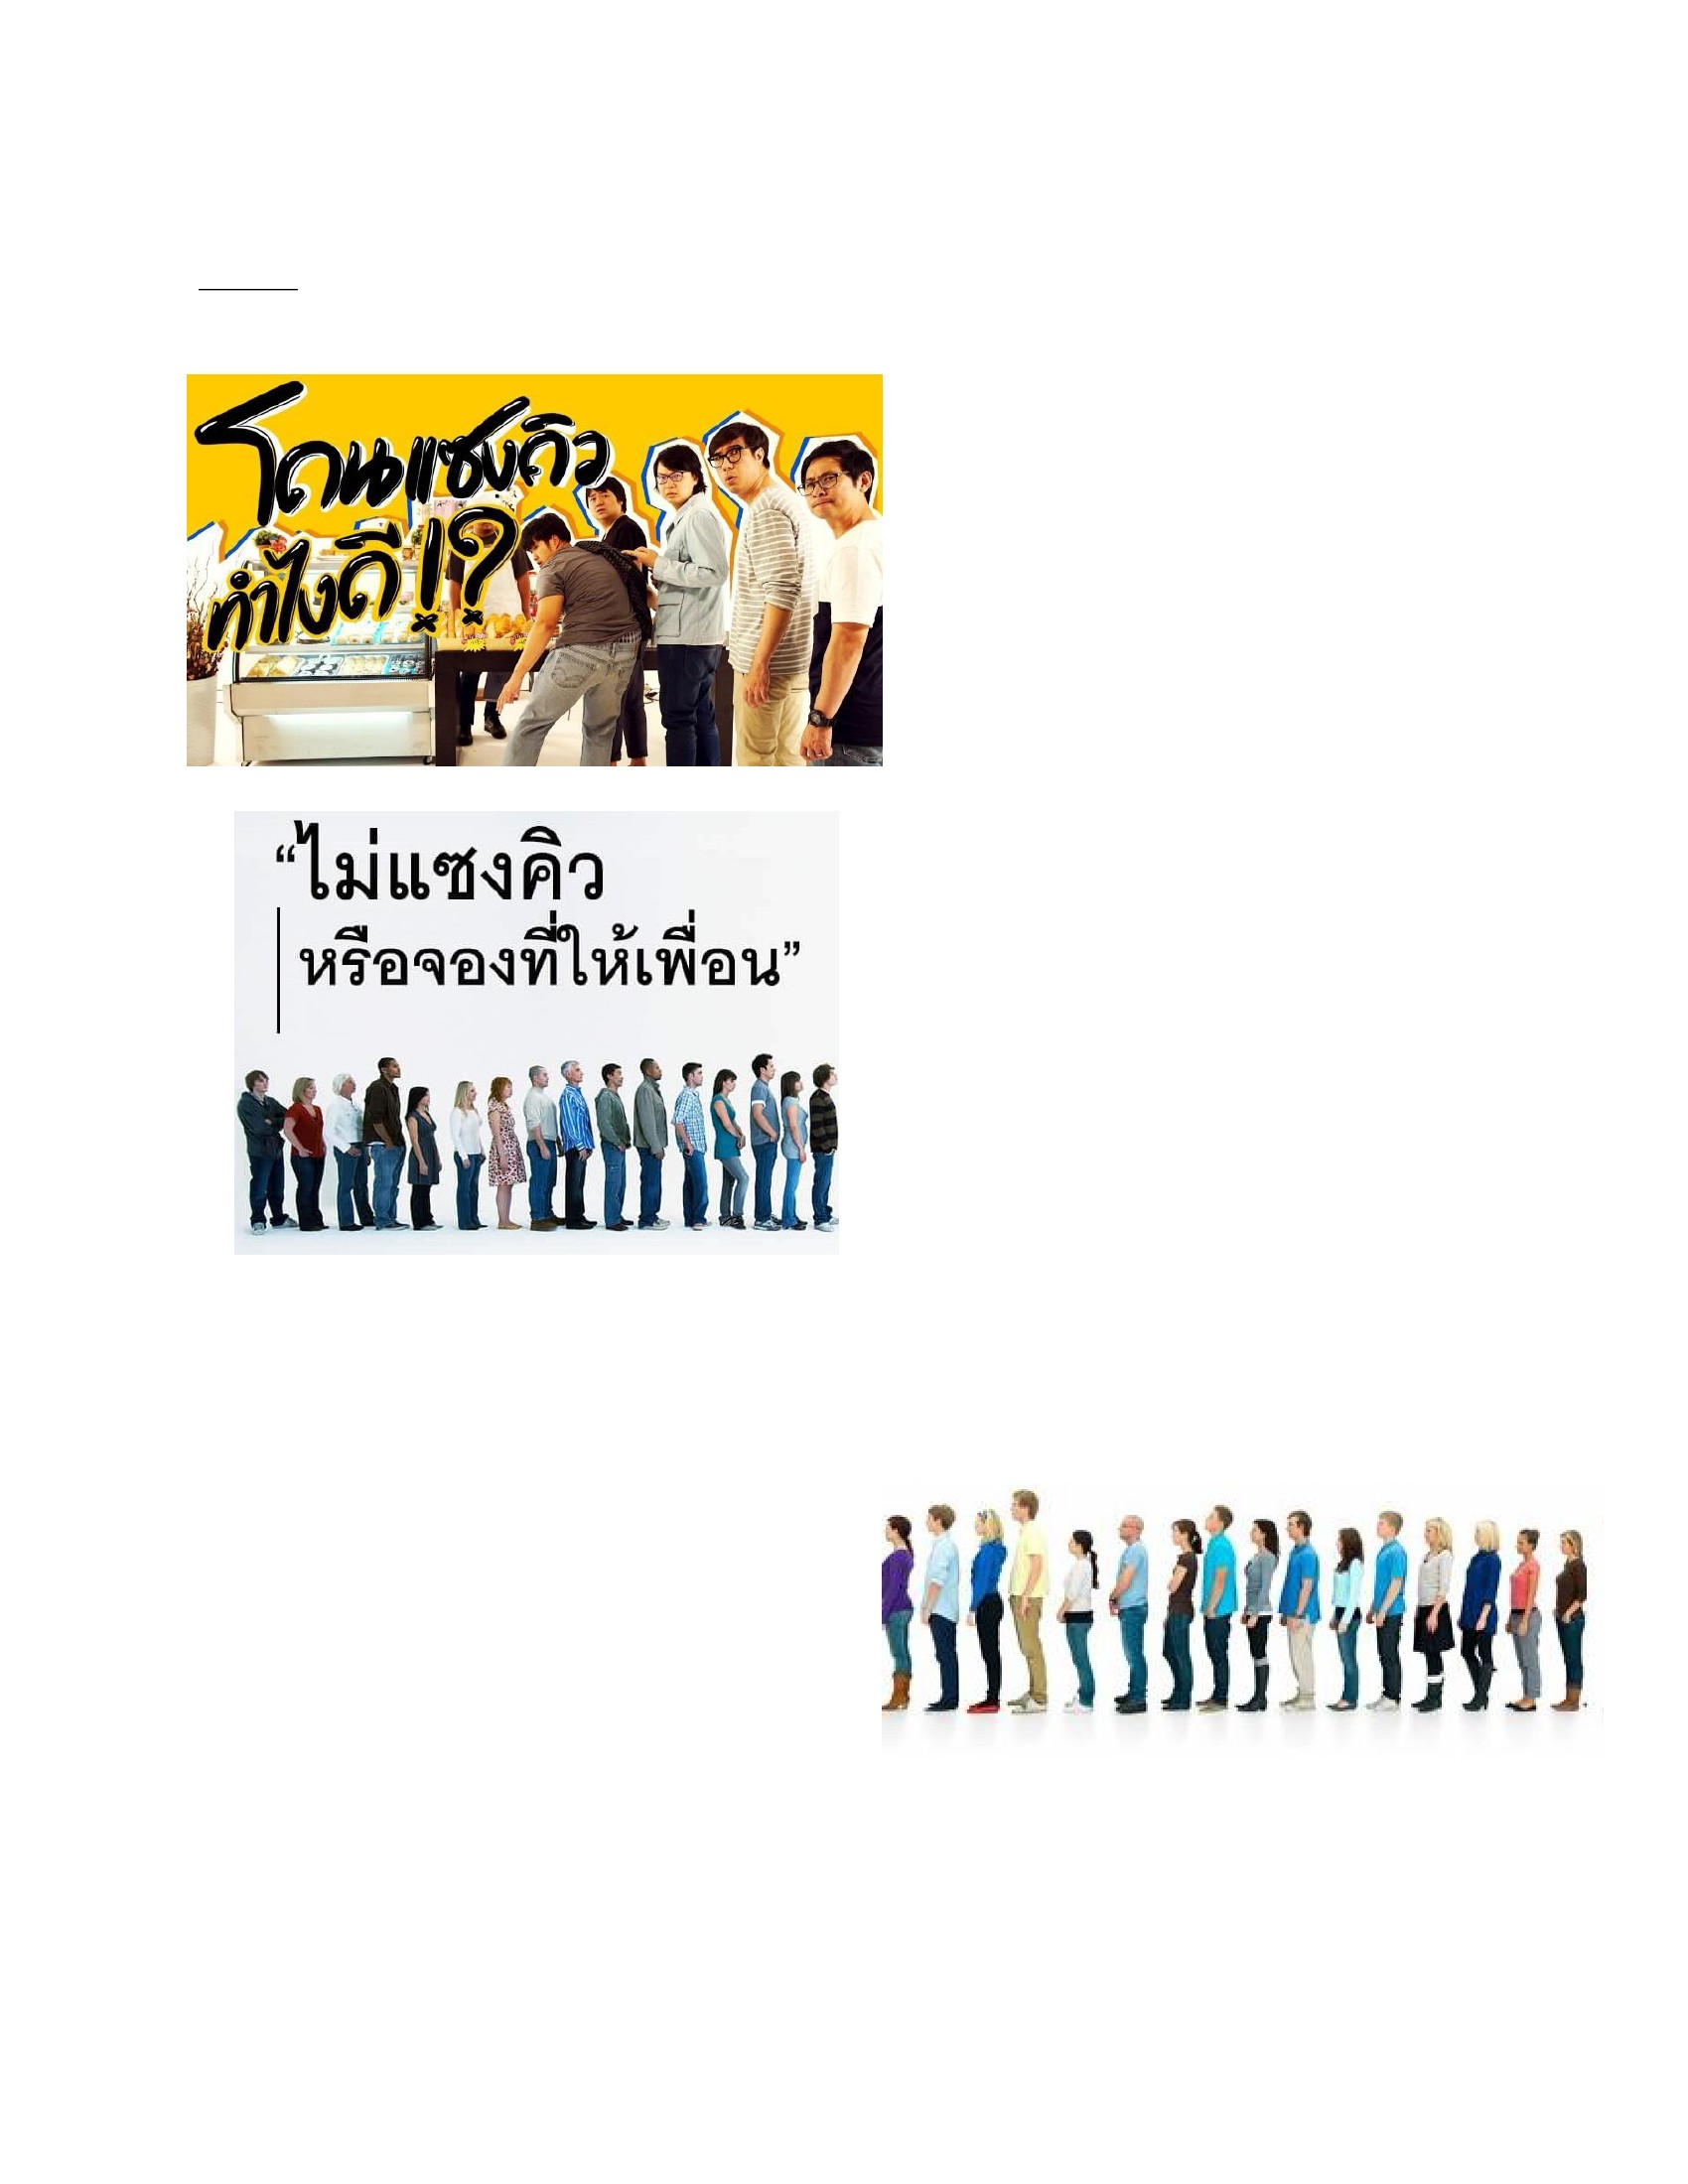 โดนแซงคิว
ทำไงดี!?
“ไม่แซงคิว
หรือจองที่ให้เพื่อน”